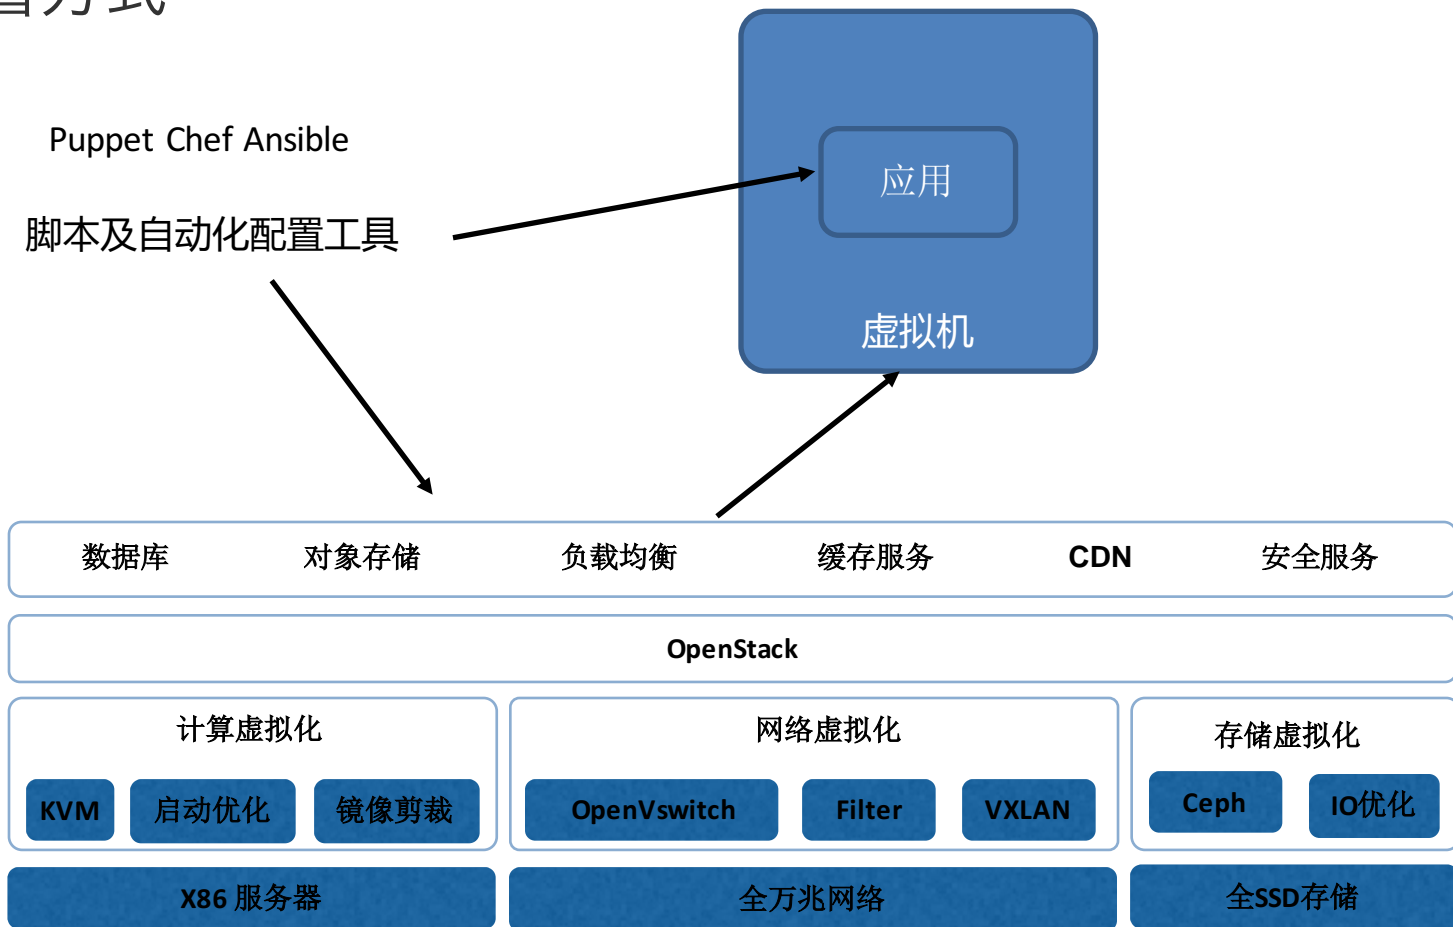 方式
Puppet Chef Ansible
脚本及自动化配置工具
应用
虚拟机
数据库 对象存储 负载均衡 缓存服务 CDN 安全服务
OpenStack
计算虚拟化 网络虚拟化 存储虚拟化
KVM 启动优化 镜像剪裁 OpenVswitch Filter VXLAN Ceph IO优化
X86 服务器 全万兆网络 全SSD存储